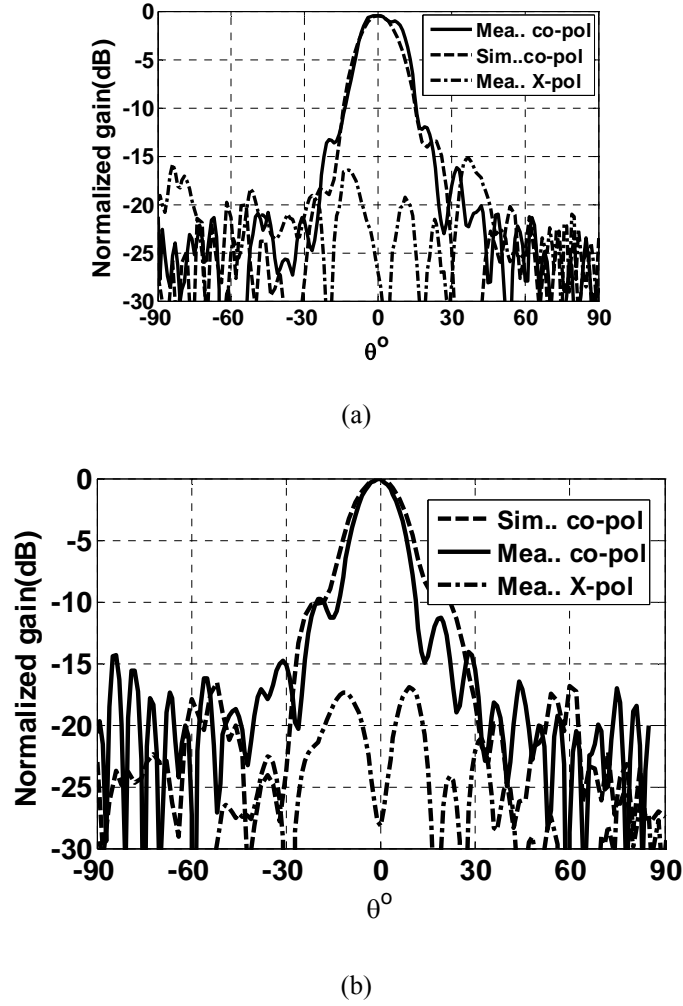 0
-5
-10
-15
-20
-25
-30
Normalized gain(dB)
Mea.. co-pol
Sim..co-pol
Mea.. X-pol
-90 -60 -30 0 30 60 90
θº
(a)
0
-5
-10
-15
-20
-25
-30
Normalized gain(dB)
Sim.. co-pol
Mea.. co-pol
Mea.. X-pol
-90 -60 -30 0 30 60 90
θº
(b)